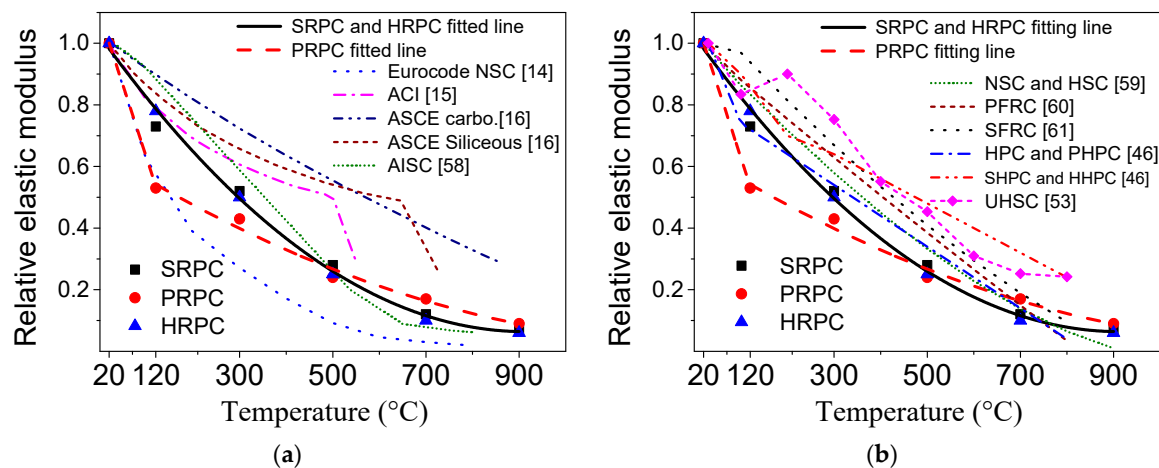 SRPC and HRPC fitted line
PRPC fitted line
Eurocode NSC [14]
ACI [15]
ASCE carbo.[16]
ASCE Siliceous [16]
AISC [58]
SRPC
PRPC
HRPC
Relative elastic modulus
1.0
0.8
0.6
0.4
0.2
20 120 300 500 700 900
Temperature (°C)
(a)
SRPC and HRPC fitting line
PRPC fitting line
NSC and HSC [59]
PFRC [60]
SFRC [61]
HPC and PHPC [46]
SHPC and HHPC [46]
UHSC [53]
SRPC
PRPC
HRPC
Relative elastic modulus
1.0
0.8
0.6
0.4
0.2
20 120 300 500 700 900
Temperature (°C)
(b)